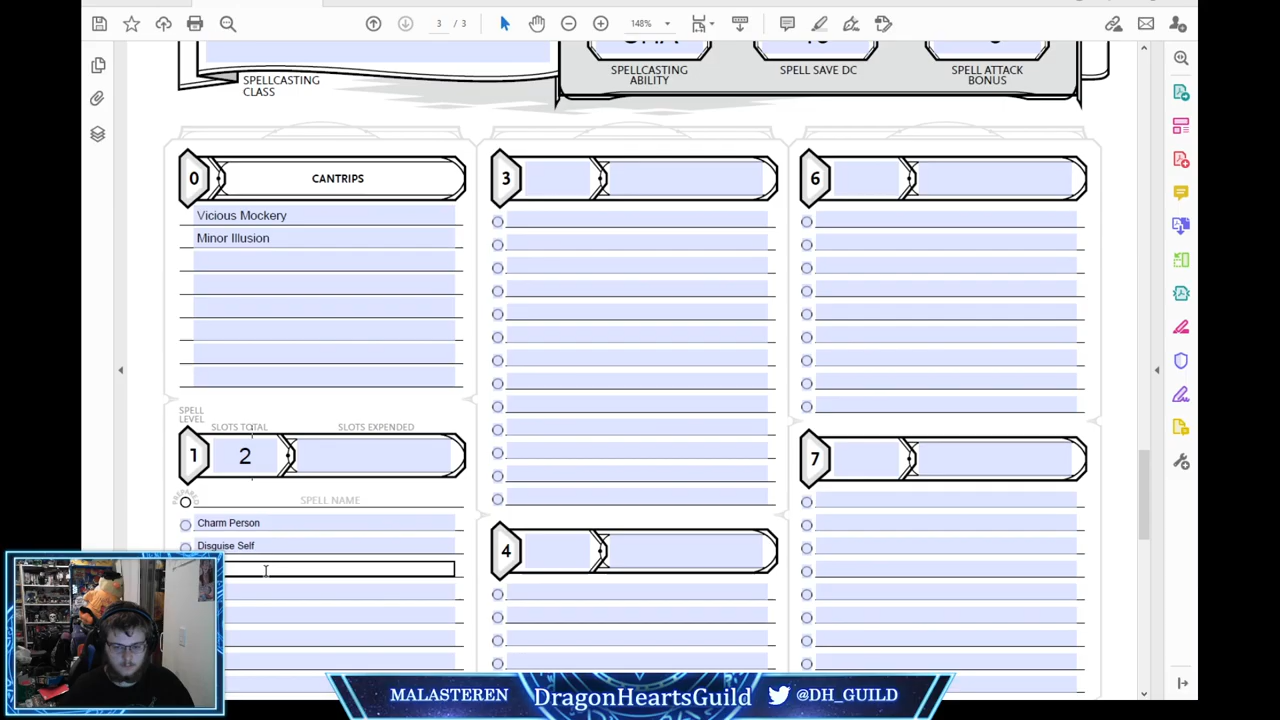 3 / 3
148%
SPELLCASTING
CLASS
SPELLCASTING
ABILITY
SPELL SAVE DC
SPELL ATTACK
BONUS
0
CANTRIPS
Vicious Mockery
Minor Illusion
SPELL
LEVEL
SLOTS TOTAL
SLOTS EXPENDED
1
2
PREPARED
SPELL NAME
Charm Person
Disguise Self
3
4
6
7
MALASTEREN
DragonHeartsGuild
@DH_GUILD